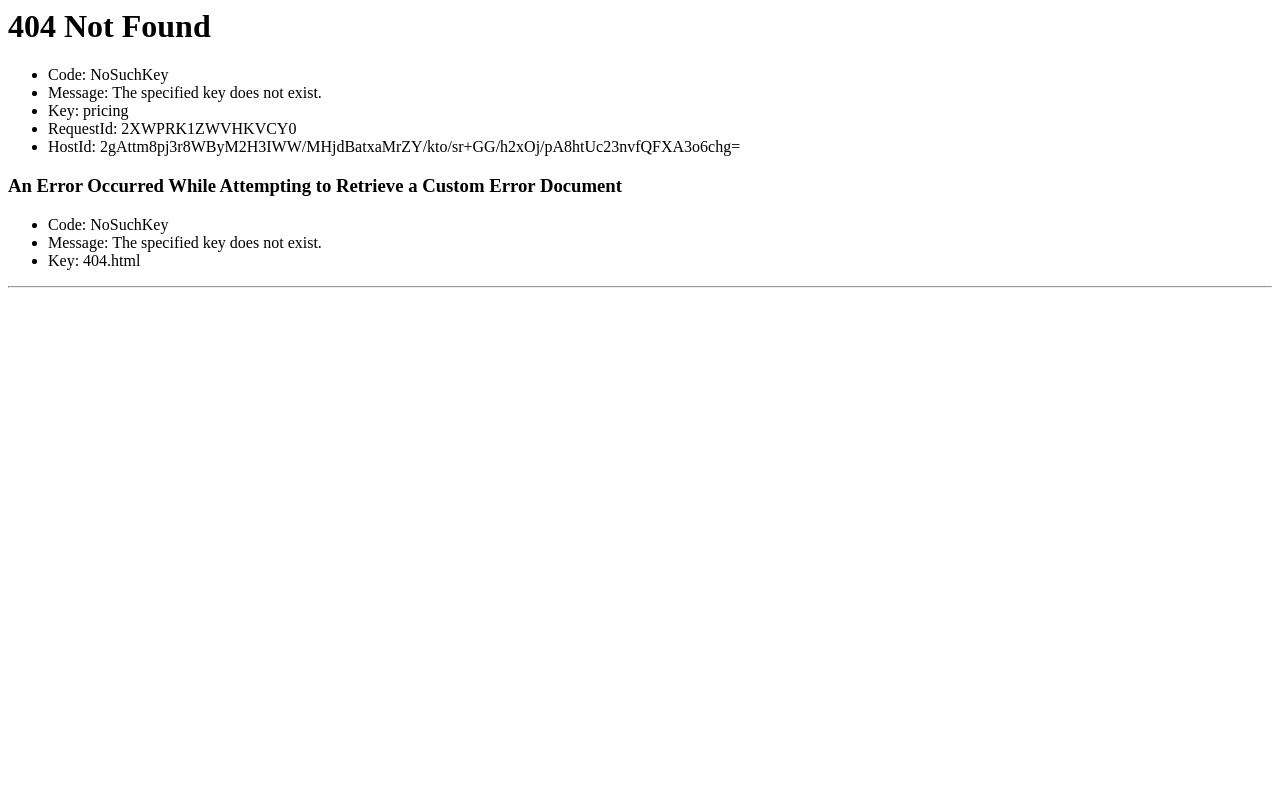 404 Not Found
Code: NoSuchKey
Message: The specified key does not exist.
Key: pricing
RequestId: 2XWPRK1ZWVHKVCY0
HostId: 2gAttm8pj3r8WByM2H3IWW/MHjdBatxaMrZY/kto/sr+GG/h2xOj/pA8htUc23nvfQFXA3o6chg=
An Error Occurred While Attempting to Retrieve a Custom Error Document
Code: NoSuchKey
Message: The specified key does not exist.
Key: 404.html